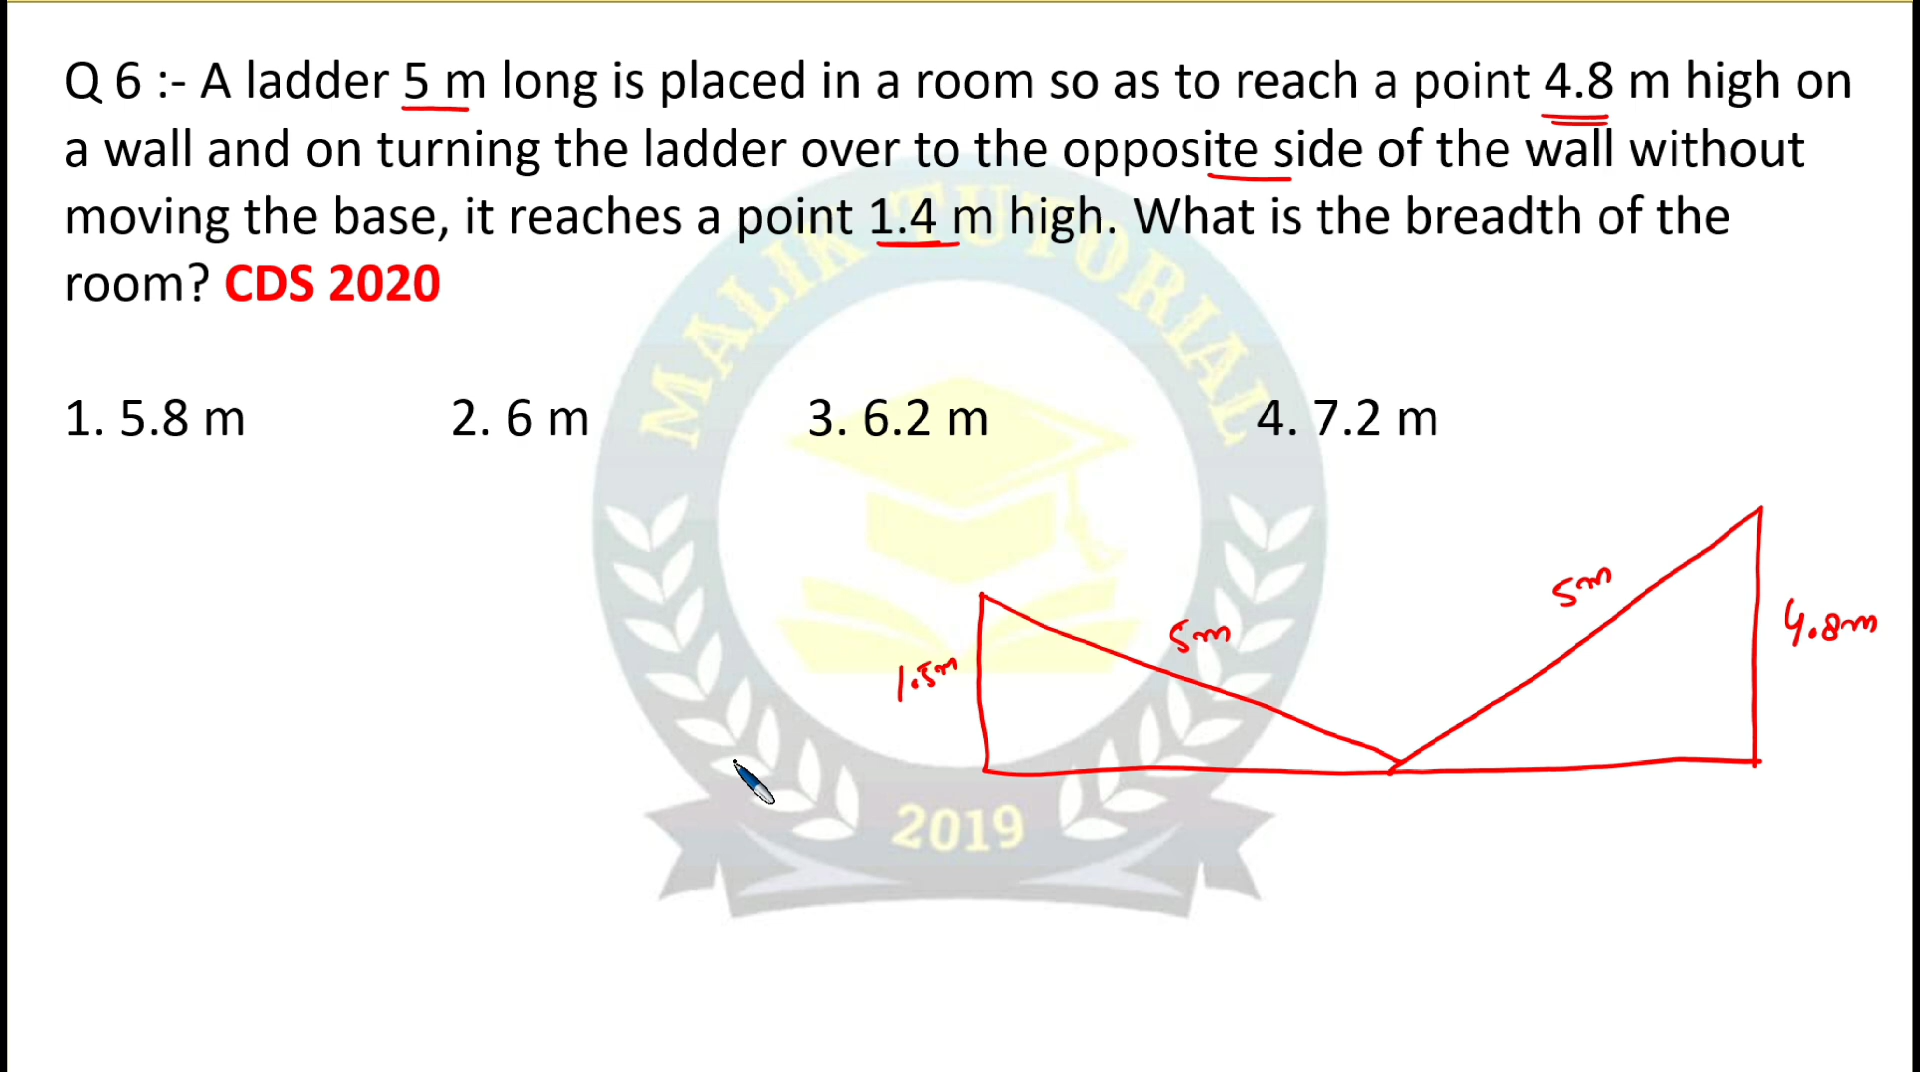 Q 6 :- A ladder 5 m long is placed in a room so as to reach a point 4.8 m high on
a wall and on turning the ladder over to the opposite side of the wall without
moving the base, it reaches a point 1.4 m high. What is the breadth of the
room? CDS 2020
MALIK TUTORIAL
1. 5.8 m 2. 6 m 3. 6.2 m 4. 7.2 m
5m
5m
4.8m
1.5m
2019